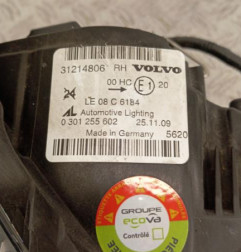 31214806 RH VOLVO
00 HC E1 20
LE 08 C 6184
AL Automotive Lighting
0 301 255 602 25.11.09
Made in Germany 5620
GROUPE
ecova
Contrôlé